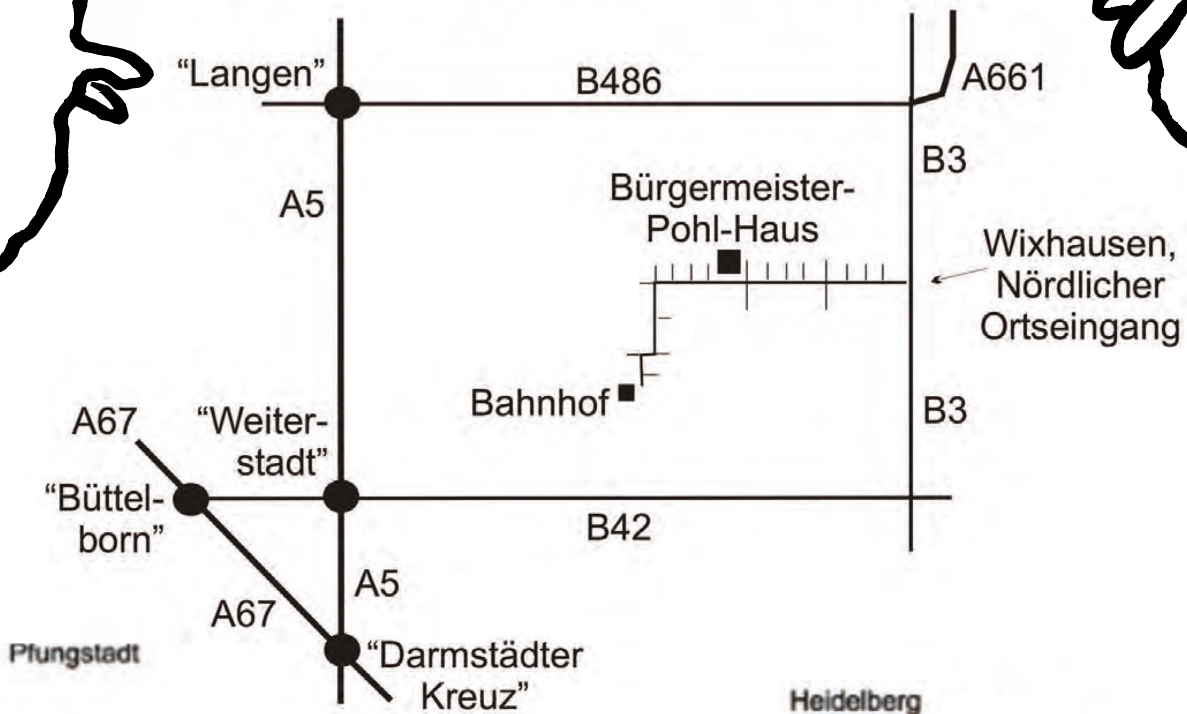 “Langen”
B486
A661
A5
B3
Bürgermeister-
Pohl-Haus
Wixhausen,
Nördlicher
Ortseingang
Bahnhof
B3
A67
“Weiter-
stadt”
“Büttel-
born”
B42
A5
A67
Pfungstadt
“Darmstädter
Kreuz”
Heidelberg